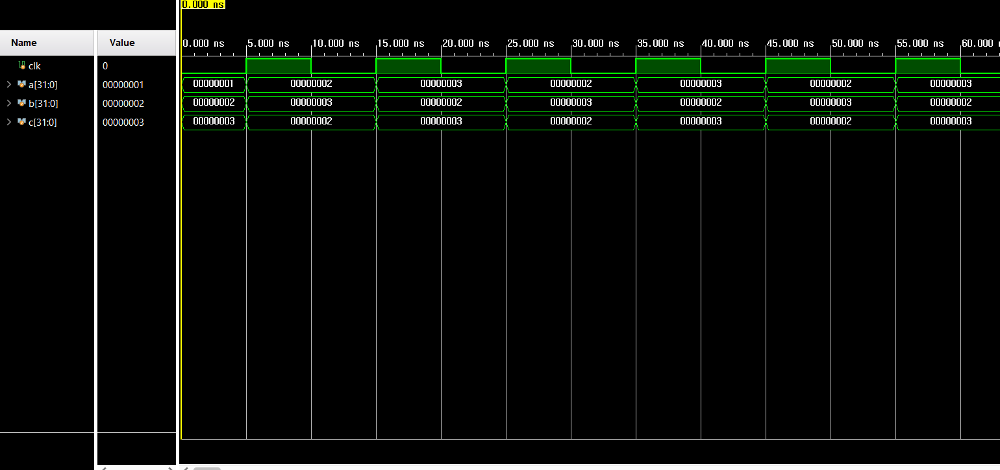 0.000 ns
Name Value 0.000 ns 5.000 ns 10.000 ns 15.000 ns 20.000 ns 25.000 ns 30.000 ns 35.000 ns 40.000 ns 45.000 ns 50.000 ns 55.000 ns 60.000
clk 0
a[31:0] 00000001 00000001 00000002 00000003 00000002 00000003 00000002 00000003
b[31:0] 00000002 00000002 00000003 00000002 00000003 00000002 00000003 00000002
c[31:0] 00000003 00000003 00000002 00000003 00000002 00000003 00000002 00000003